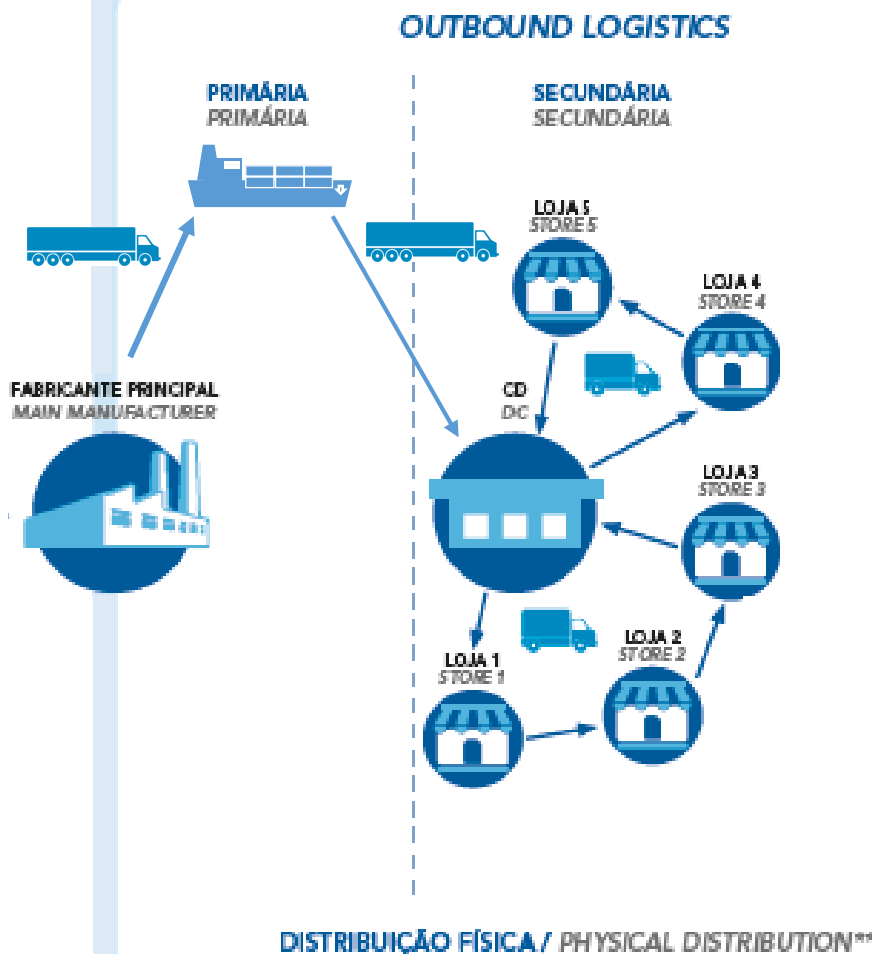 OUTBOUND LOGISTICS
PRIMÁRIA
PRIMÁRIA
SECUNDÁRIA
SECUNDÁRIA
LOJA 5
STORE 5
LOJA 4
STORE 4
FABRICANTE PRINCIPAL
MAIN MANUFACTURER
CD
DC
LOJA 3
STORE 3
LOJA 2
STORE 2
LOJA 1
STORE 1
DISTRIBUIÇÃO FÍSICA / PHYSICAL DISTRIBUTION**